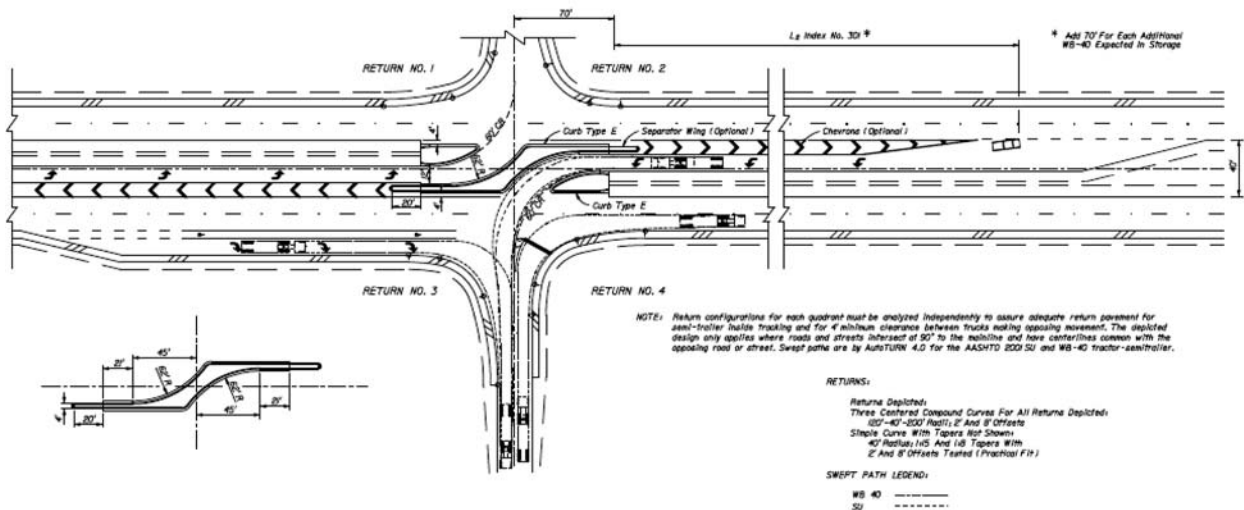 70'
L2 Index No. 301 *
* Add 70' For Each Additional
WB-40 Expected In Storage
RETURN NO. 1
RETURN NO. 2
4'
Curb Type E
Separator Wing (Optional)
Chevrons (Optional)
40'
20'
4'
Curb Type E
RETURN NO. 3
RETURN NO. 4
NOTE: Return configurations for each quadrant must be analyzed independently to assure adequate return pavement for
semi-trailer inside tracking and for 4' minimum clearance between trucks making opposing movement. The depicted
design only applies where roads and streets intersect at 90° to the mainline and have centerlines common with the
opposing road or street. Swept paths are by AutoTURN 4.0 for the AASHTO 2001 SU and WB-40 tractor-semitrailer.
45'
21'
62' R
62' R
4'
20'
45'
21'
RETURNS:
Returns Depicted:
Three Centered Compound Curves For All Returns Depicted:
120'-40'-200' Radii; 2' And 8' Offsets
Simple Curve With Tapers Not Shown:
40' Radius; 1:15 And 1:8 Tapers With
2' And 8' Offsets Tested (Practical Fit)
SWEPT PATH LEGEND:
WB 40
SU